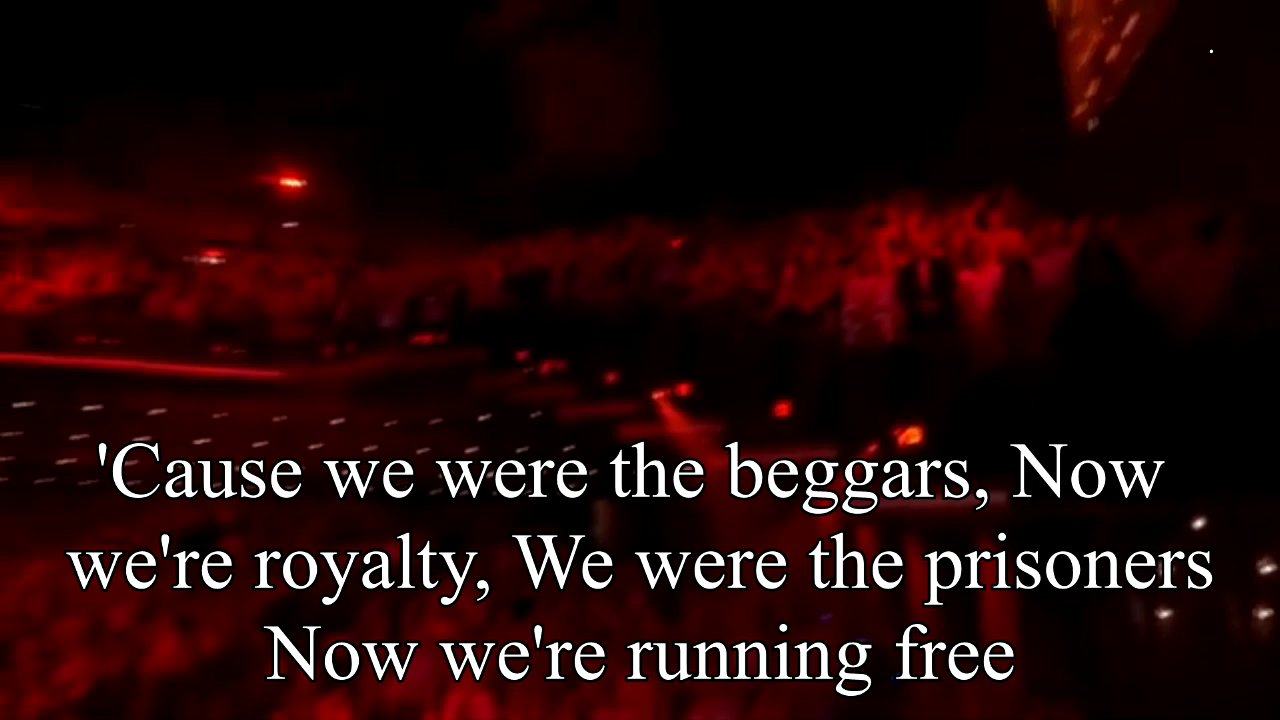 'Cause we were the beggars, Now
we're royalty, We were the prisoners
Now we're running free